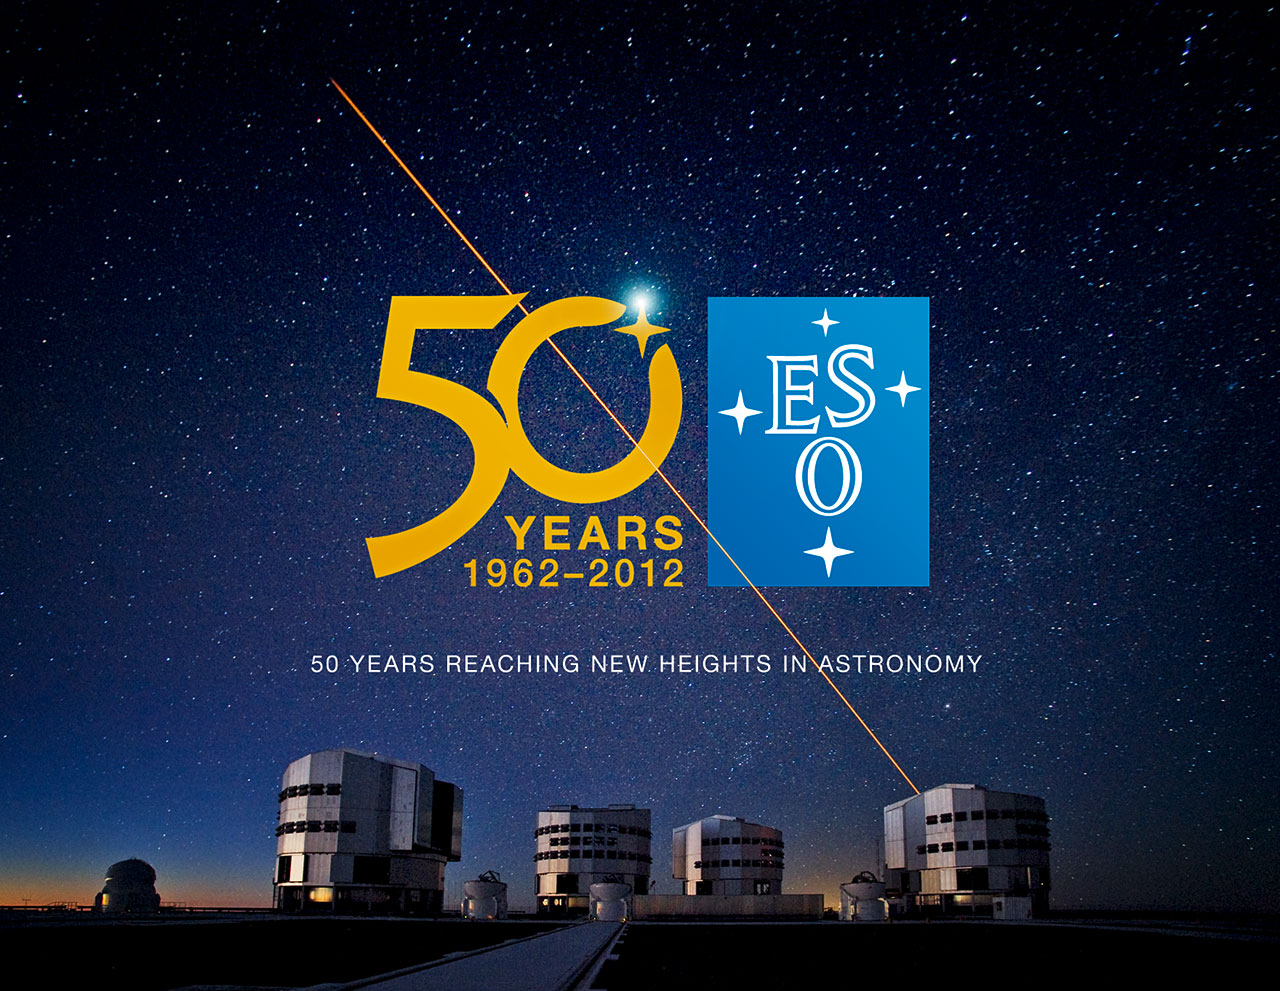 50
YEARS
1962–2012
ES
O
50 YEARS REACHING NEW HEIGHTS IN ASTRONOMY